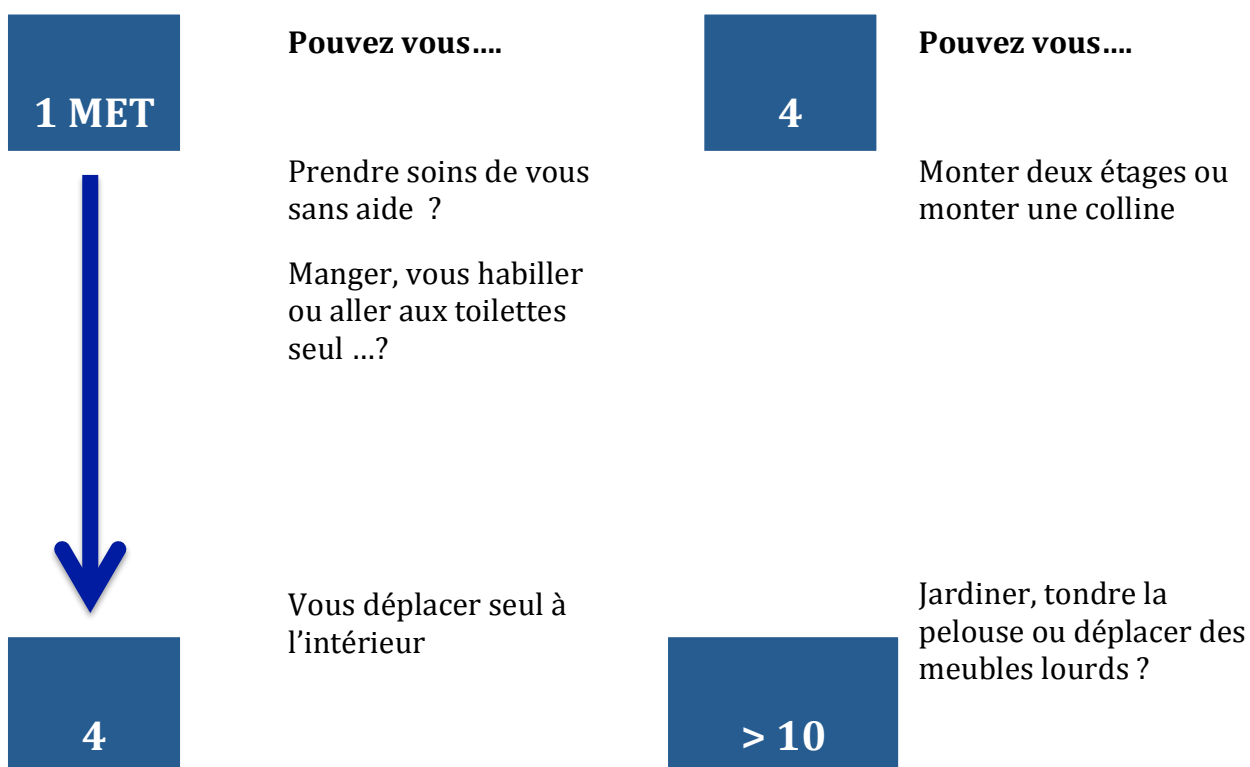 1 MET
Pouvez vous....
Prendre soins de vous
sans aide  ?
Manger, vous habiller
ou aller aux toilettes
seul ...?
Vous déplacer seul à
l'intérieur
4
4
Pouvez vous....
Monter deux étages ou
monter une colline
Jardiner, tondre la
pelouse ou déplacer des
meubles lourds ?
> 10